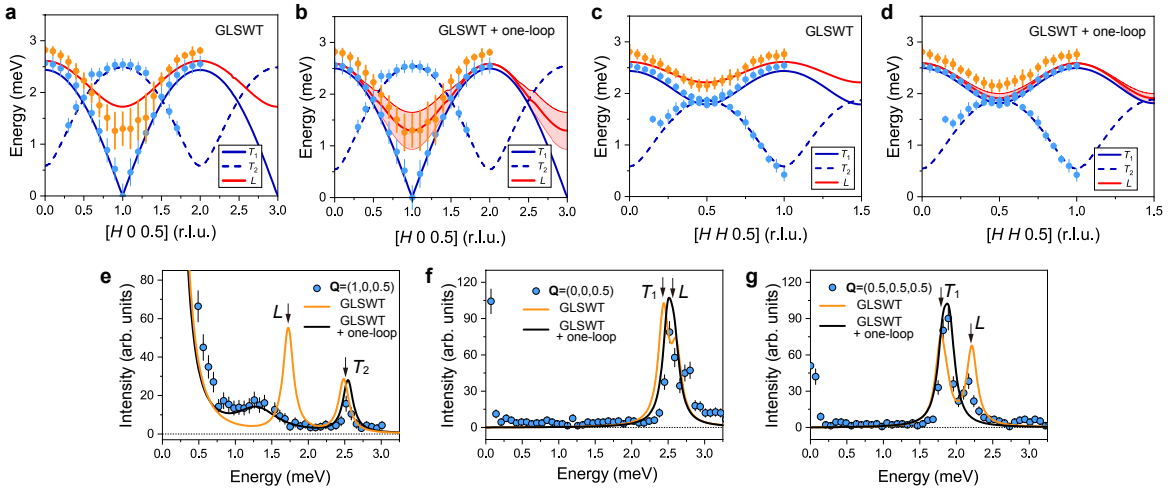 a
GLSWT
Energy (meV)
3
2
1
0
0.0 0.5 1.0 1.5 2.0 2.5 3.0
[H 0 0.5] (r.l.u.)
T1
T2
L
b
GLSWT + one-loop
Energy (meV)
3
2
1
0
0.0 0.5 1.0 1.5 2.0 2.5 3.0
[H 0 0.5] (r.l.u.)
T1
T2
L
c
GLSWT
Energy (meV)
3
2
1
0
0.0 0.5 1.0 1.5
[H H 0.5] (r.l.u.)
T1
T2
L
d
GLSWT + one-loop
Energy (meV)
3
2
1
0
0.0 0.5 1.0 1.5
[H H 0.5] (r.l.u.)
T1
T2
L
e
Intensity (arb. units)
80
60
40
20
0
0.0 0.5 1.0 1.5 2.0 2.5 3.0
Energy (meV)
Q=(1,0,0.5)
GLSWT
GLSWT
+ one-loop
L
T2
f
Intensity (arb. units)
120
90
60
30
0
0.0 0.5 1.0 1.5 2.0 2.5 3.0
Energy (meV)
Q=(0,0,0.5)
GLSWT
GLSWT
+ one-loop
T1 L
g
Intensity (arb. units)
120
90
60
30
0
0.0 0.5 1.0 1.5 2.0 2.5 3.0
Energy (meV)
Q=(0.5,0.5,0.5)
GLSWT
GLSWT
+ one-loop
T1
L